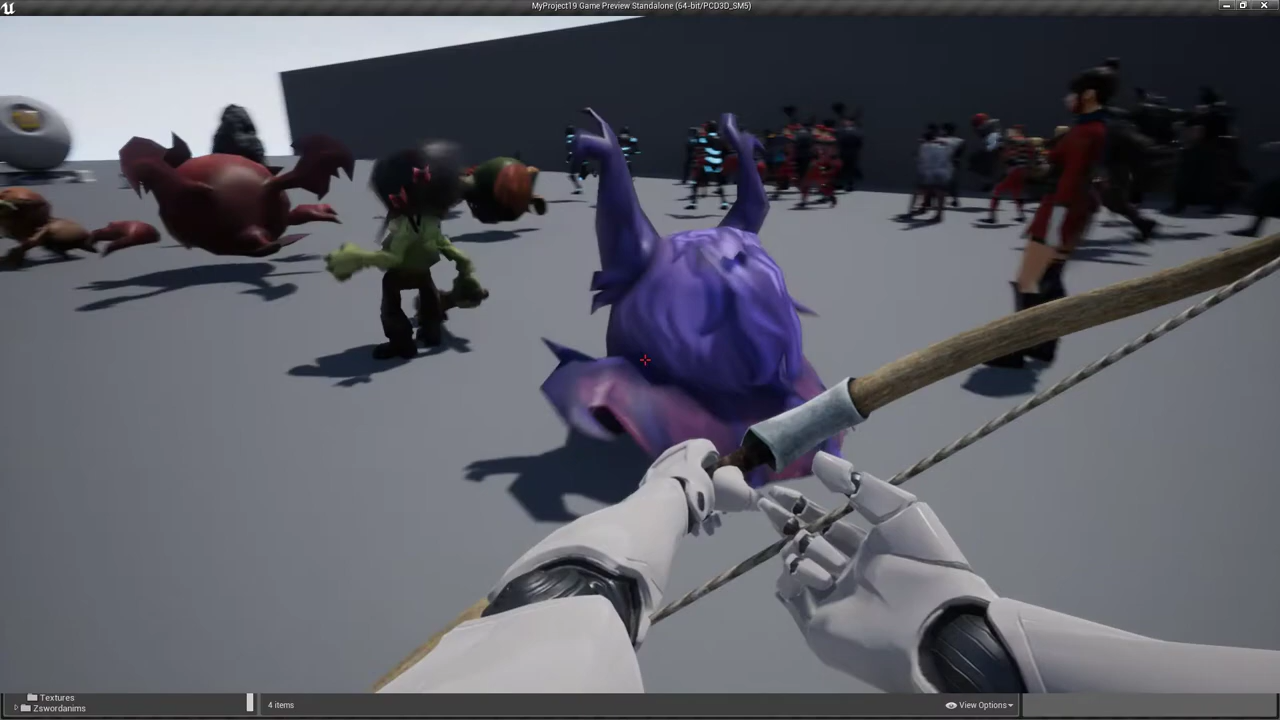 MyProject19 Game Preview Standalone (64-bit/PCD3D_SM5)
Textures
Zswordanims
4 items
View Options